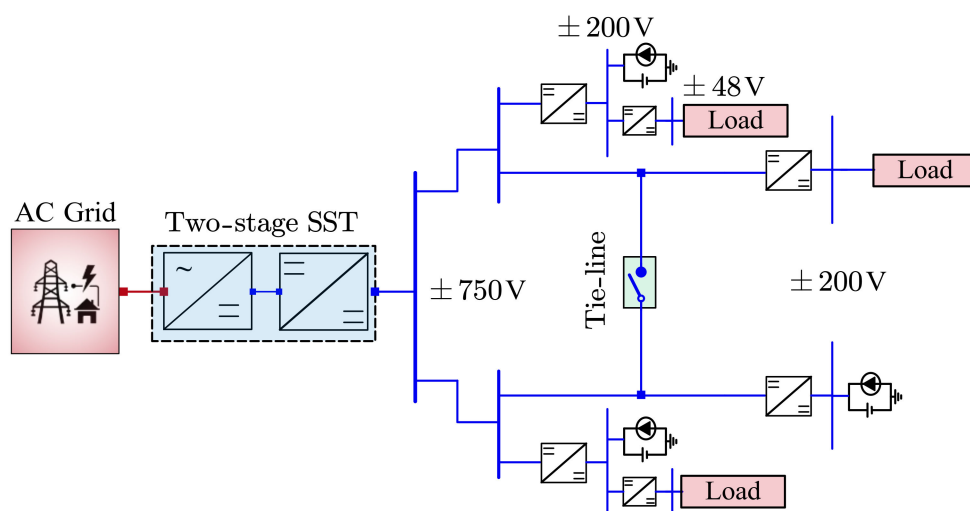 ± 200 V
± 48 V
Load
Load
AC Grid
Two-stage SST
~
± 750 V
Tie-line
± 200 V
Load